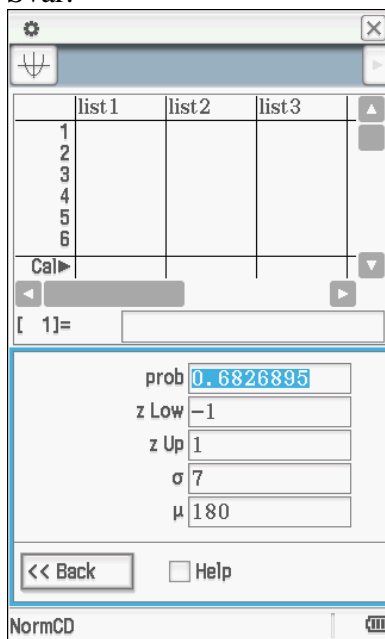 Svar:
list1 list2 list3
1
2
3
4
5
6
Cal▶
[ 1]=
prob 0.6826895
z Low −1
z Up 1
σ 7
μ 180
<< Back Help
NormCD